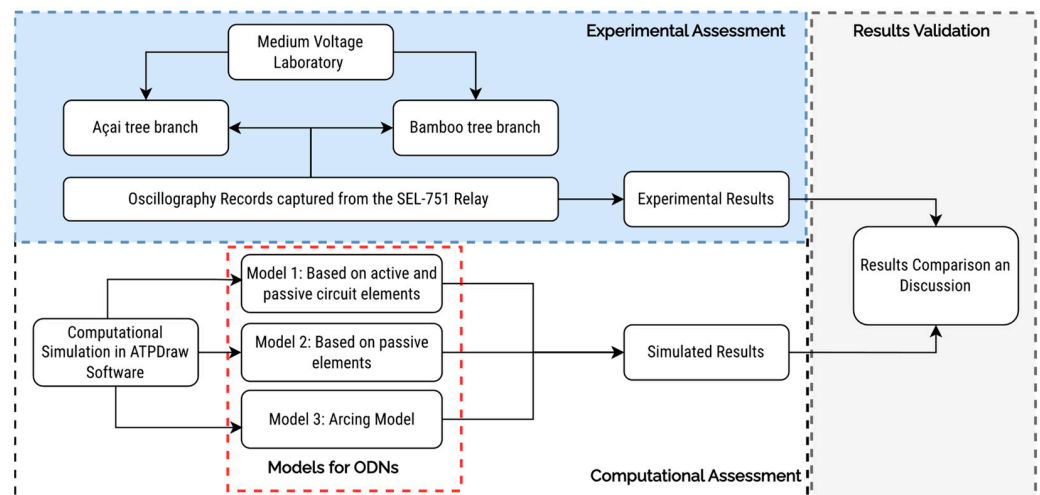 Experimental Assessment
Results Validation
Medium Voltage
Laboratory
Açai tree branch
Bamboo tree branch
Oscillography Records captured from the SEL-751 Relay
Experimental Results
Results Comparison an
Discussion
Model 1: Based on active and
passive circuit elements
Computational
Simulation in ATPDraw
Software
Model 2: Based on passive
elements
Simulated Results
Model 3: Arcing Model
Models for ODNs
Computational Assessment